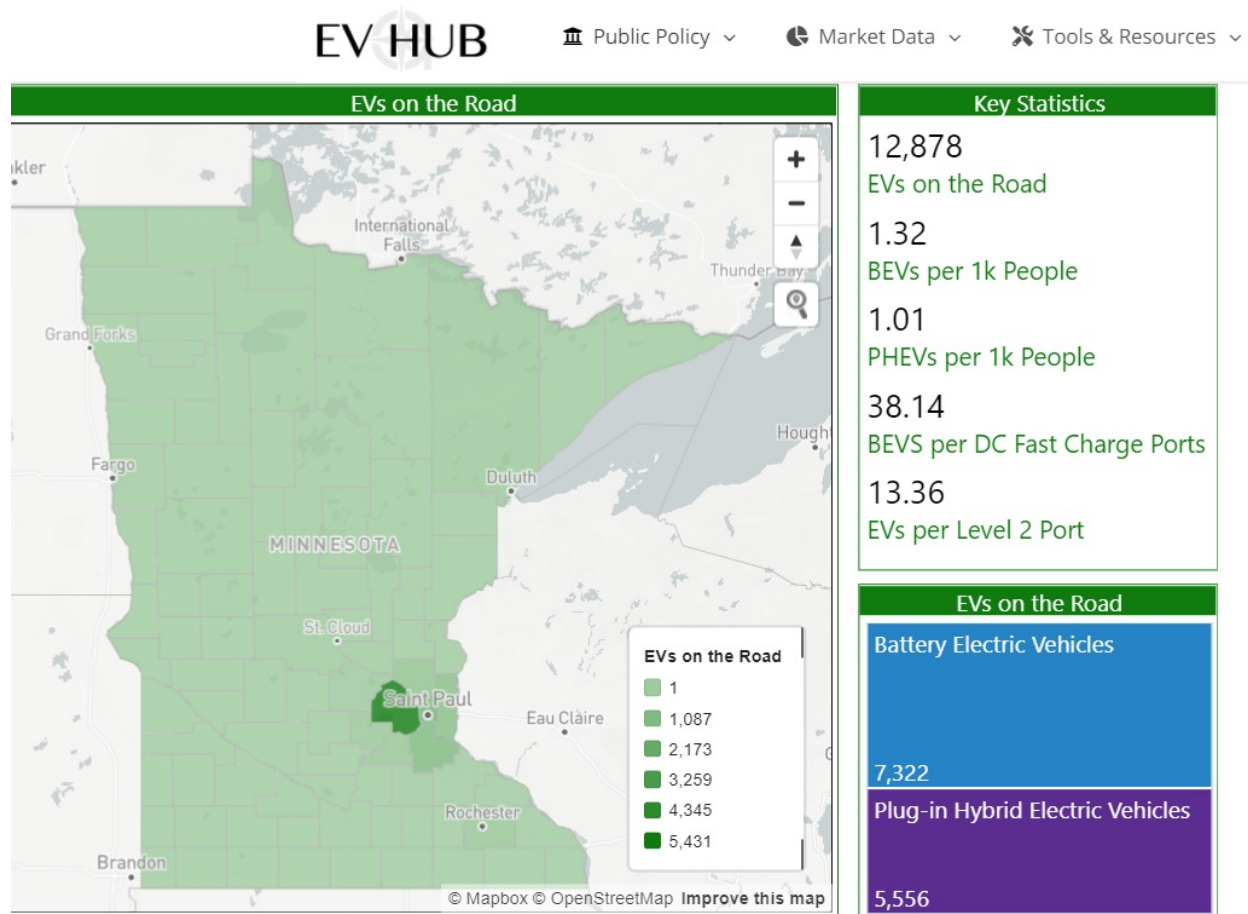 EV HUB
Public Policy
Market Data
Tools & Resources
EVs on the Road
International
Falls
Thunder Bay
Grand Forks
Fargo
Duluth
MINNESOTA
St. Cloud
Saint Paul
Eau Claire
Rochester
Brandon
EVs on the Road
1
1,087
2,173
3,259
4,345
5,431
© Mapbox © OpenStreetMap Improve this map
Key Statistics
12,878
EVs on the Road
1.32
BEVs per 1k People
1.01
PHEVs per 1k People
38.14
BEVS per DC Fast Charge Ports
13.36
EVs per Level 2 Port
EVs on the Road
Battery Electric Vehicles
7,322
Plug-in Hybrid Electric Vehicles
5,556